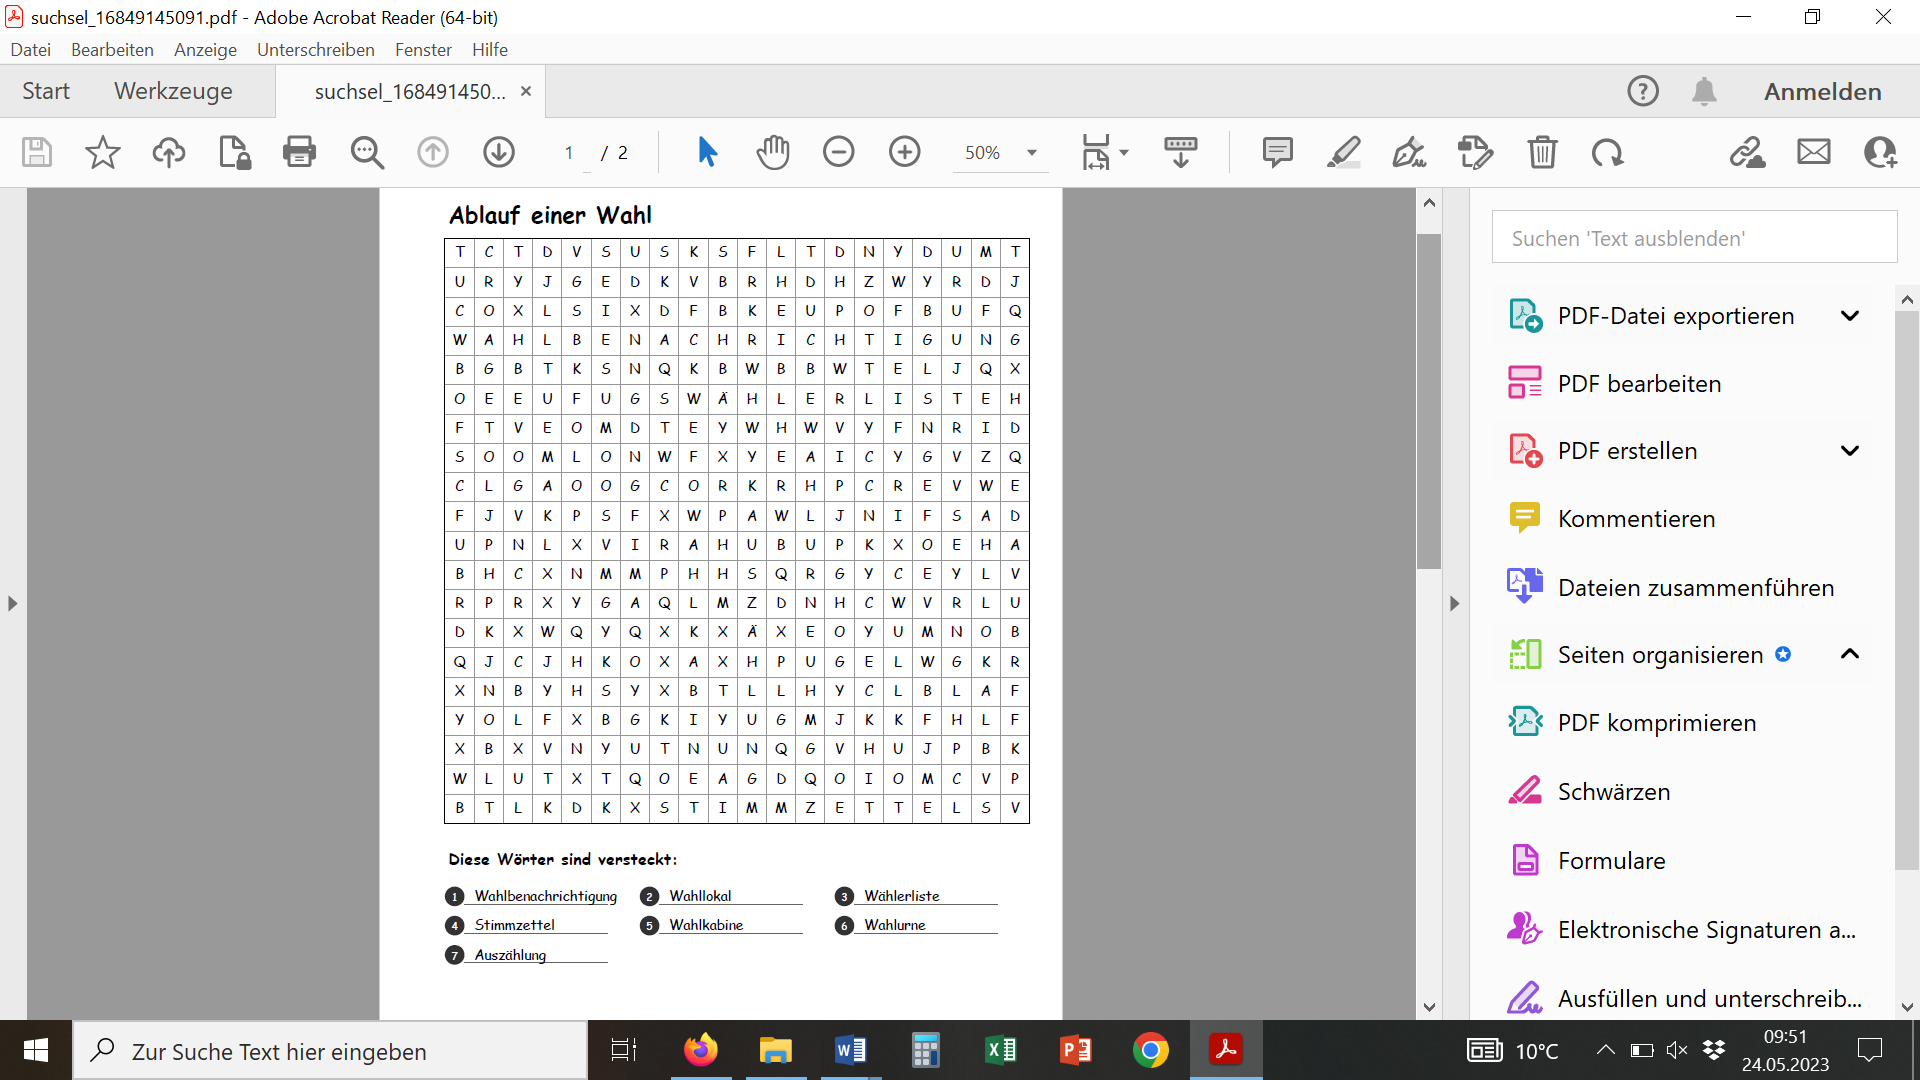 suchsel_16849145091.pdf - Adobe Acrobat Reader (64-bit)
Datei Bearbeiten Anzeige Unterschreiben Fenster Hilfe
Start Werkzeuge suchsel_168491450... × Anmelden
1 / 2 50%
Ablauf einer Wahl
T C T D V S U S K S F L T D N Y D U M T
U R Y J G E D K V B R H D H Z W Y R D J
C O X L S I X D F B K E U P O F B U F Q
W A H L B E N A C H R I C H T I G U N G
B G B T K S N Q K B W B B W T E L J Q X
O E E U F U G S W Ä H L E R L I S T E H
F T V E O M D T E Y W H W V Y F N R I D
S O O M L O N W F X Y E A I C Y G V Z Q
C L G A O O G C O R K R H P C R E V W E
F J V K P S F X W P A W L J N I F S A D
U P N L X V I R A H U B U P K X O E H A
B H C X N M M P H H S Q R G Y C E Y L V
R P R X Y G A Q L M Z D N H C W V R L U
D K X W Q Y Q X K X Ä X E O Y U M N O B
Q J C J H K O X A X H P U G E L W G K R
X N B Y H S Y X B T L L H Y C L B L A F
Y O L F X B G K I Y U G M J K K F H L F
X B X V N Y U T N U N Q G V H U J P B K
W L U T X T Q O E A G D Q O I O M C V P
B T L K D K X S T I M M Z E T T E L S V
Diese Wörter sind versteckt:
1 Wahlbenachrichtigung 2 Wahllokal 3 Wählerliste
4 Stimmzettel 5 Wahlkabine 6 Wahlurne
7 Auszählung
Suchen 'Text ausblenden'
PDF-Datei exportieren
PDF bearbeiten
PDF erstellen
Kommentieren
Dateien zusammenführen
Seiten organisieren
PDF komprimieren
Schwärzen
Formulare
Elektronische Signaturen a...
Ausfüllen und unterschreib...
Zur Suche Text hier eingeben
10°C
09:51
24.05.2023